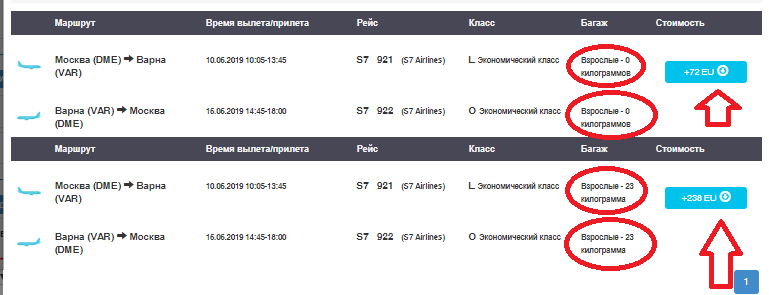 Маршрут Время вылета/прилета Рейс Класс Багаж Стоимость
Москва (DME) ➡ Варна (VAR) 10.06.2019 10:05-13:45 S7 921 (S7 Airlines) L Экономический класс Взрослые - 0 килограммов +72 EU
Варна (VAR) ➡ Москва (DME) 15.06.2019 14:45-18:00 S7 922 (S7 Airlines) O Экономический класс Взрослые - 0 килограммов
Маршрут Время вылета/прилета Рейс Класс Багаж Стоимость
Москва (DME) ➡ Варна (VAR) 10.06.2019 10:05-13:45 S7 921 (S7 Airlines) L Экономический класс Взрослые - 23 килограмма +238 EU
Варна (VAR) ➡ Москва (DME) 15.06.2019 14:45-18:00 S7 922 (S7 Airlines) O Экономический класс Взрослые - 23 килограмма
1